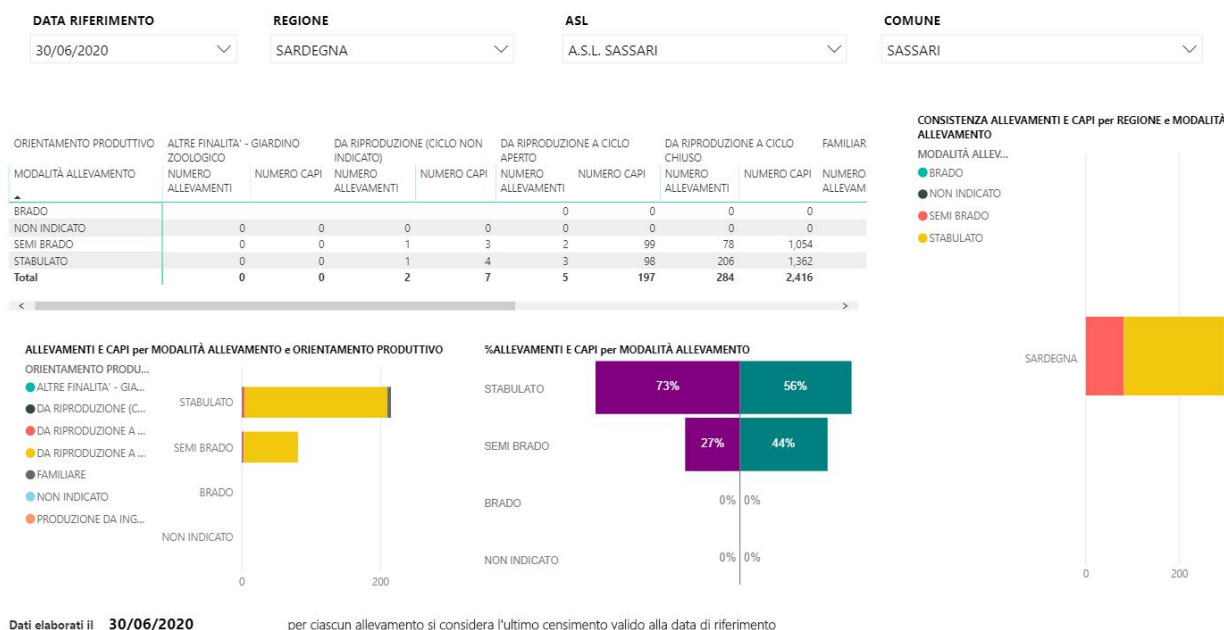 DATA RIFERIMENTO REGIONE ASL COMUNE
30/06/2020 SARDEGNA A.S.L. SASSARI SASSARI
ORIENTAMENTO PRODUTTIVO ALTRE FINALITA' - GIARDINO ZOOLOGICO DA RIPRODUZIONE (CICLO NON INDICATO) DA RIPRODUZIONE A CICLO APERTO DA RIPRODUZIONE A CICLO CHIUSO FAMILIAR
MODALITÀ ALLEVAMENTO NUMERO ALLEVAMENTI NUMERO CAPI NUMERO ALLEVAMENTI NUMERO CAPI NUMERO ALLEVAMENTI NUMERO CAPI NUMERO ALLEVAMENTI NUMERO CAPI NUMERO ALLEVAM
BRADO 0 0 0 0
NON INDICATO 0 0 0 0 0 0 0 0
SEMI BRADO 0 0 1 3 2 99 78 1,054
STABULATO 0 0 1 4 3 98 206 1,362
Total 0 0 2 7 5 197 284 2,416
CONSISTENZA ALLEVAMENTI E CAPI per REGIONE e MODALITÀ
ALLEVAMENTO
MODALITÀ ALLEV...
BRADO
NON INDICATO
SEMI BRADO
STABULATO
SARDEGNA
0 200
ALLEVAMENTI E CAPI per MODALITÀ ALLEVAMENTO e ORIENTAMENTO PRODUTTIVO
ORIENTAMENTO PRODU...
ALTRE FINALITA' - GIA...
DA RIPRODUZIONE (C...
DA RIPRODUZIONE A ...
DA RIPRODUZIONE A ...
FAMILIARE
NON INDICATO
PRODUZIONE DA ING...
STABULATO
SEMI BRADO
BRADO
NON INDICATO
0 200
%ALLEVAMENTI E CAPI per MODALITÀ ALLEVAMENTO
STABULATO 73% 56%
SEMI BRADO 27% 44%
BRADO 0% 0%
NON INDICATO 0% 0%
Dati elaborati il 30/06/2020 per ciascun allevamento si considera l'ultimo censimento valido alla data di riferimento